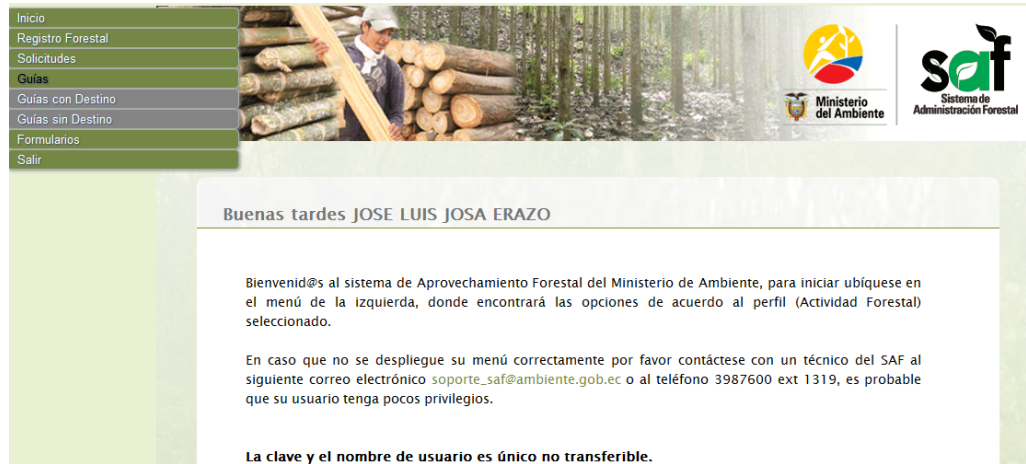 Inicio
Registro Forestal
Solicitudes
Guías
Guías con Destino
Guías sin Destino
Formularios
Salir
Ministerio
del Ambiente
saf
Sistema de
Administración Forestal
Buenas tardes JOSE LUIS JOSA ERAZO
Bienvenid@s al sistema de Aprovechamiento Forestal del Ministerio de Ambiente, para iniciar ubíquese en
el menú de la izquierda, donde encontrará las opciones de acuerdo al perfil (Actividad Forestal)
seleccionado.
En caso que no se despliegue su menú correctamente por favor contáctese con un técnico del SAF al
siguiente correo electrónico soporte_saf@ambiente.gob.ec o al teléfono 3987600 ext 1319, es probable
que su usuario tenga pocos privilegios.
La clave y el nombre de usuario es único no transferible.